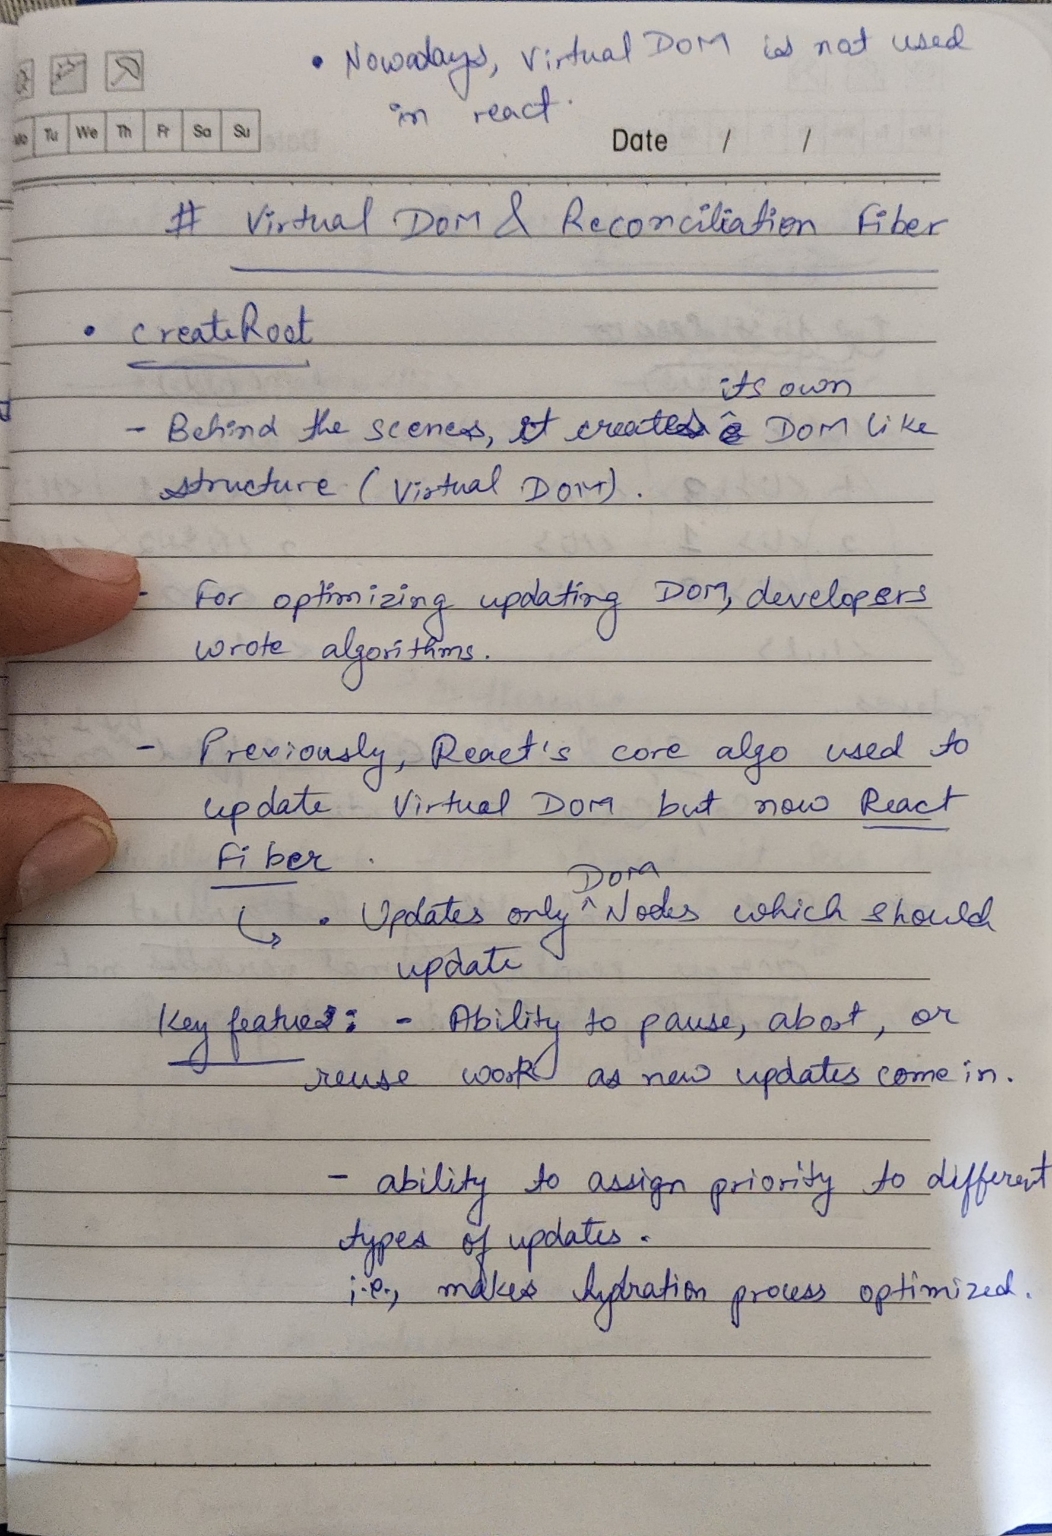 • Nowadays, Virtual DOM is not used
in react.
Mo Tu We Th Fr Sa Su
Date / /
# Virtual DOM & Reconciliation Fiber
• createRoot
its own
- Behind the scenes, it creates ^ DOM like
structure (Virtual DOM).
- For optimizing updating DOM, developers
wrote algorithms.
- Previously, React's core algo used to
update Virtual DOM but now React
Fiber.
DOM
↳ • Updates only ^ Nodes which should
update
Key features: - Ability to pause, abort, or
reuse work as new updates come in.
- ability to assign priority to different
types of updates.
i.e., makes hydration process optimized.